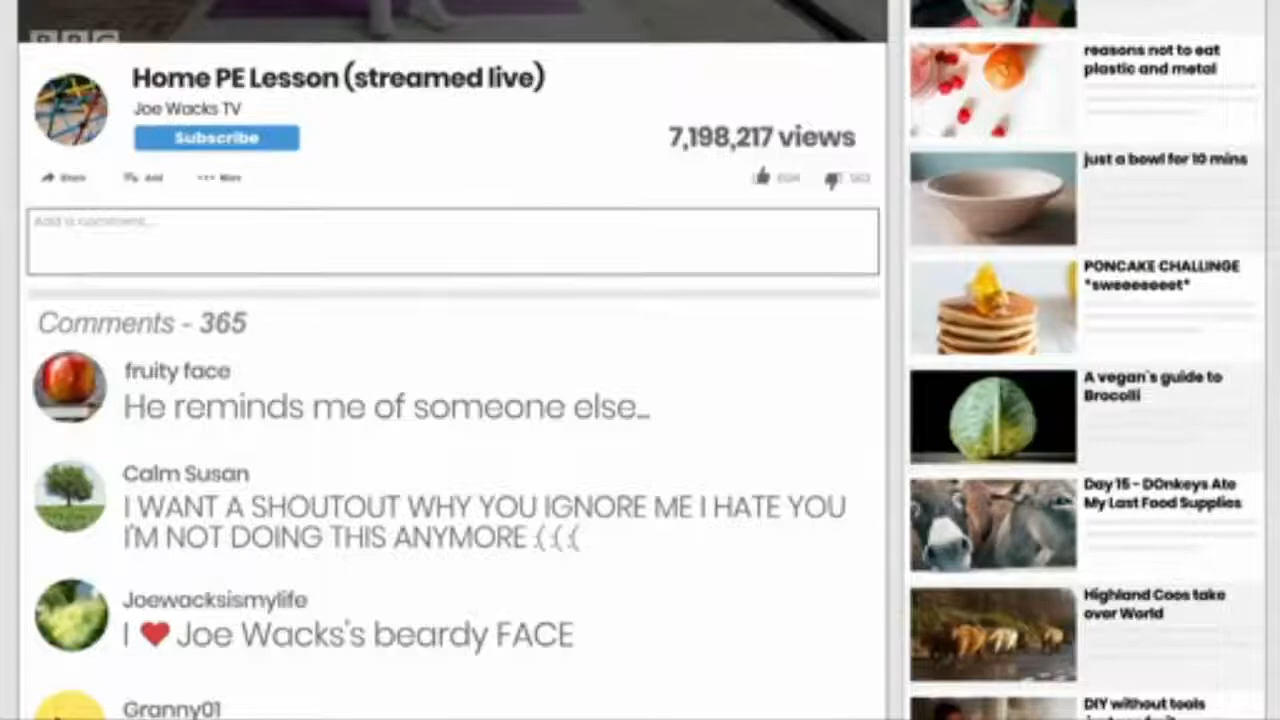 BBC
Home PE Lesson (streamed live)
Joe Wacks TV
Subscribe
7,198,217 views
Share
Add
More
Add a comment...
Comments - 365
fruity face
He reminds me of someone else...
Calm Susan
I WANT A SHOUTOUT WHY YOU IGNORE ME I HATE YOU
I'M NOT DOING THIS ANYMORE :( :( :(
Joewacksismylife
I ❤ Joe Wacks's beardy FACE
Granny01
reasons not to eat
plastic and metal
just a bowl for 10 mins
PONCAKE CHALLINGE
*sweeeeeeet*
A vegan's guide to
Brocolli
Day 15 - DOnkeys Ate
My Last Food Supplies
Highland Coos take
over World
DIY without tools